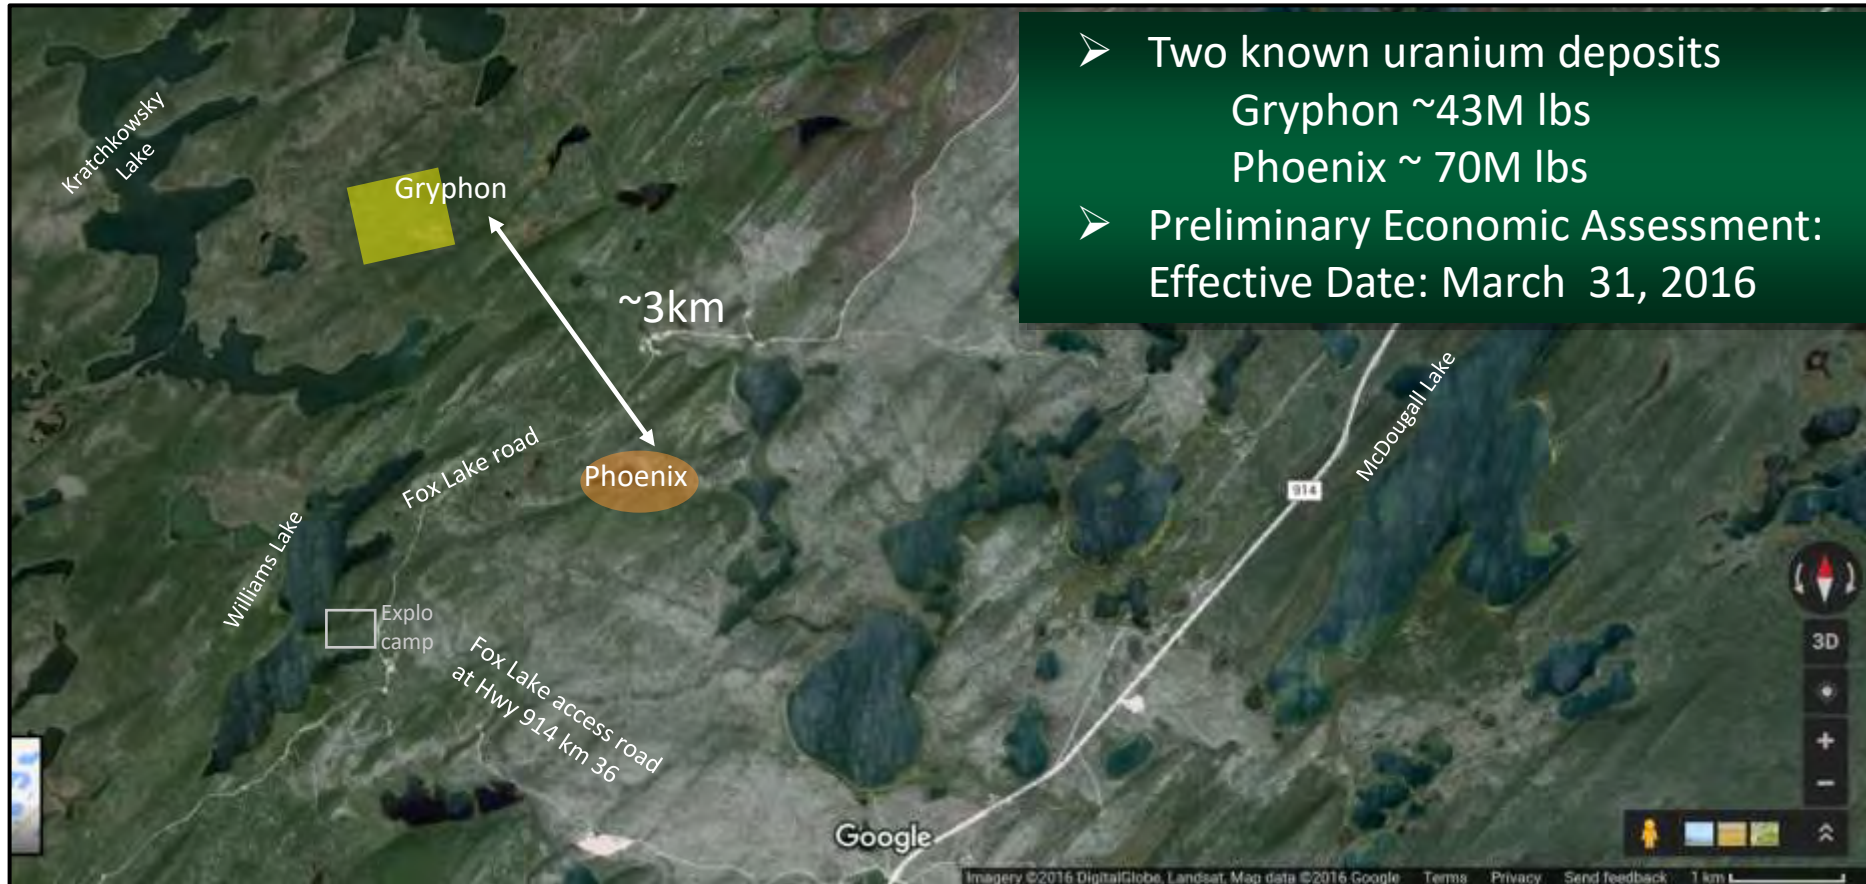 ➢ Two known uranium deposits
Gryphon ~43M lbs
Phoenix ~ 70M lbs
➢ Preliminary Economic Assessment:
Effective Date: March  31, 2016
Kratchkowsky
Lake
Gryphon
~3km
McDougall Lake
Fox Lake road
Phoenix
914
Williams Lake
Explo
camp
Fox Lake access road
at Hwy 914 km 36
3D
+
−
Google
Imagery ©2016 DigitalGlobe, Landsat, Map data ©2016 Google Terms Privacy Send feedback 1 km